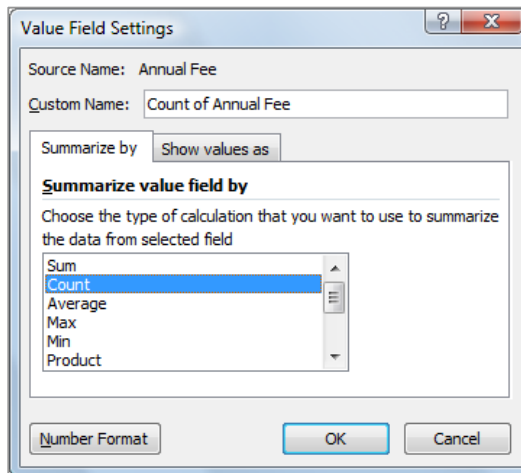 Value Field Settings
Source Name: Annual Fee
Custom Name: Count of Annual Fee
Summarize by Show values as
Summarize value field by
Choose the type of calculation that you want to use to summarize
the data from selected field
Sum
Count
Average
Max
Min
Product
Number Format OK Cancel